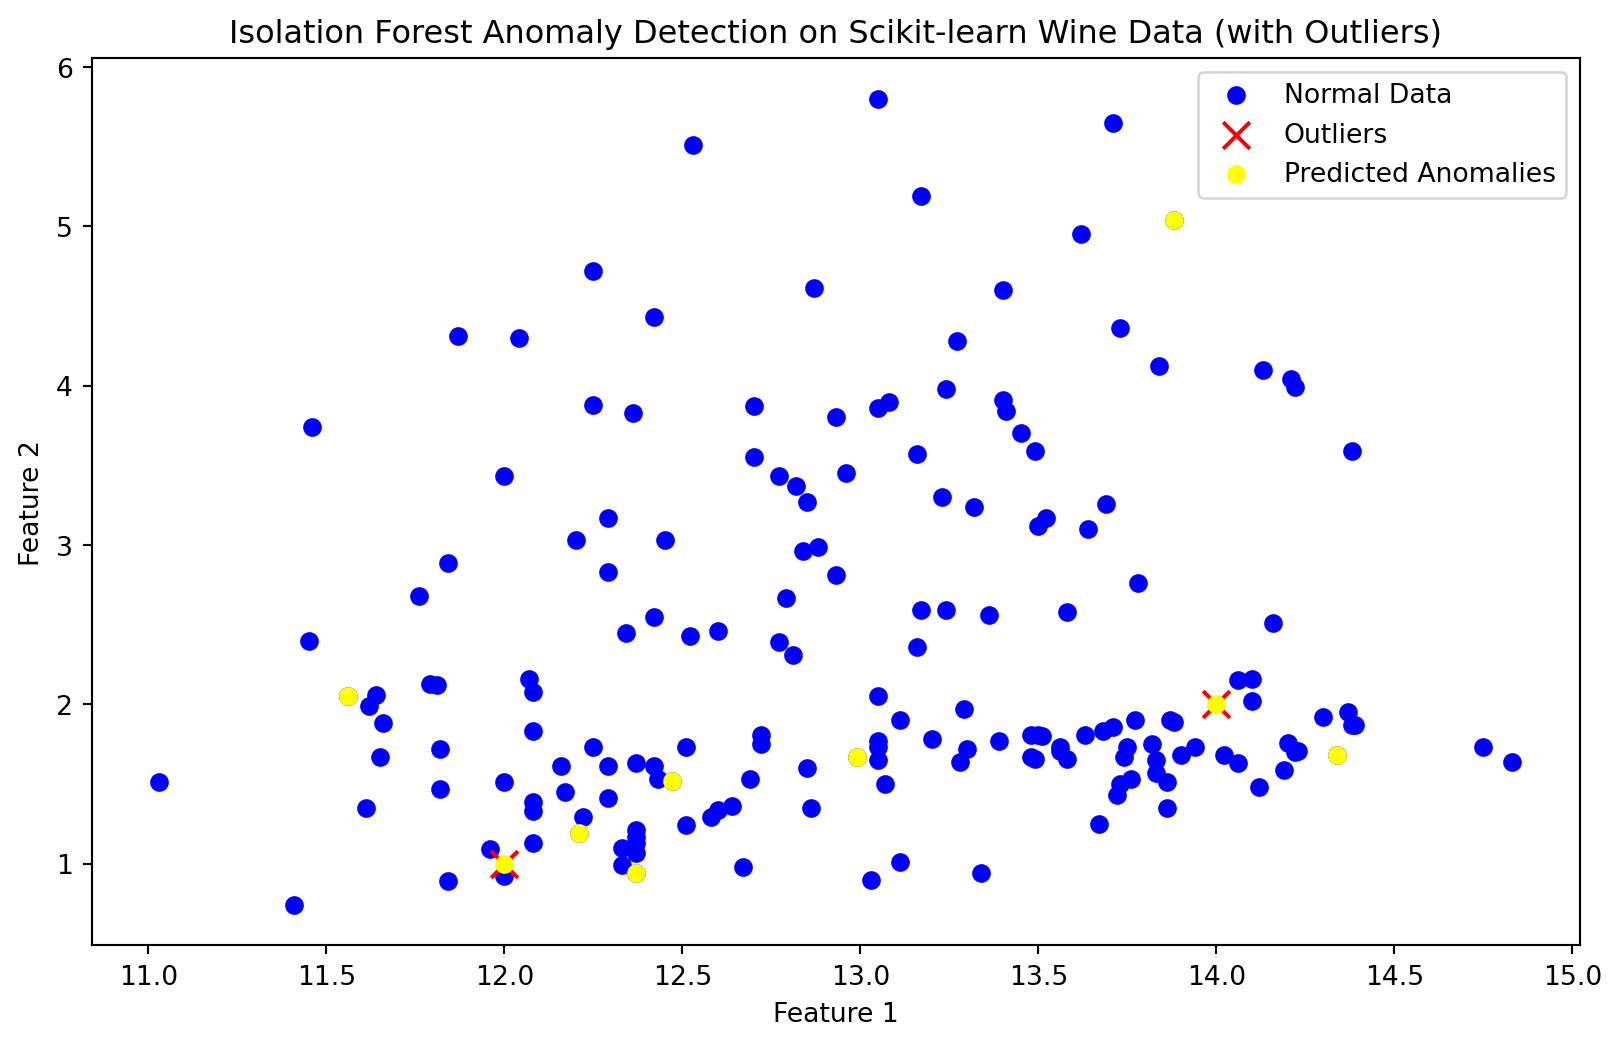 Isolation Forest Anomaly Detection on Scikit-learn Wine Data (with Outliers)
Normal Data
Outliers
Predicted Anomalies
Feature 2
6
5
4
3
2
1
11.0 11.5 12.0 12.5 13.0 13.5 14.0 14.5 15.0
Feature 1